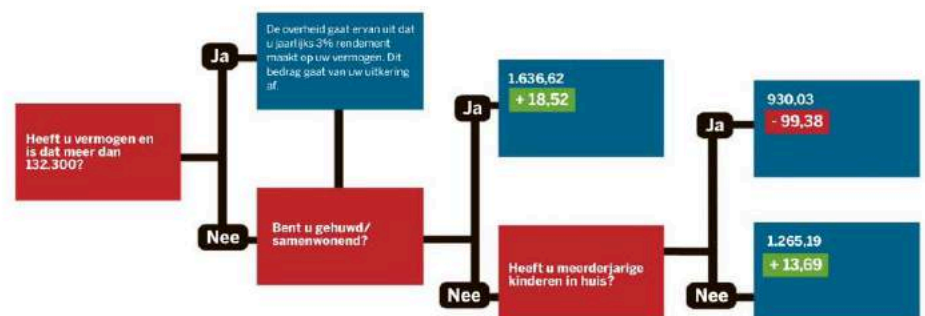 Heeft u vermogen en
is dat meer dan
132.300?
Ja
De overheid gaat ervan uit dat
u jaarlijks 3% rendement
maakt op uw vermogen. Dit
bedrag gaat van uw uitkering
af.
Nee
Bent u gehuwd/
samenwonend?
Ja
1.636,62
+ 18,52
Nee
Heeft u meerderjarige
kinderen in huis?
Ja
930,03
- 99,38
Nee
1.265,19
+ 13,69